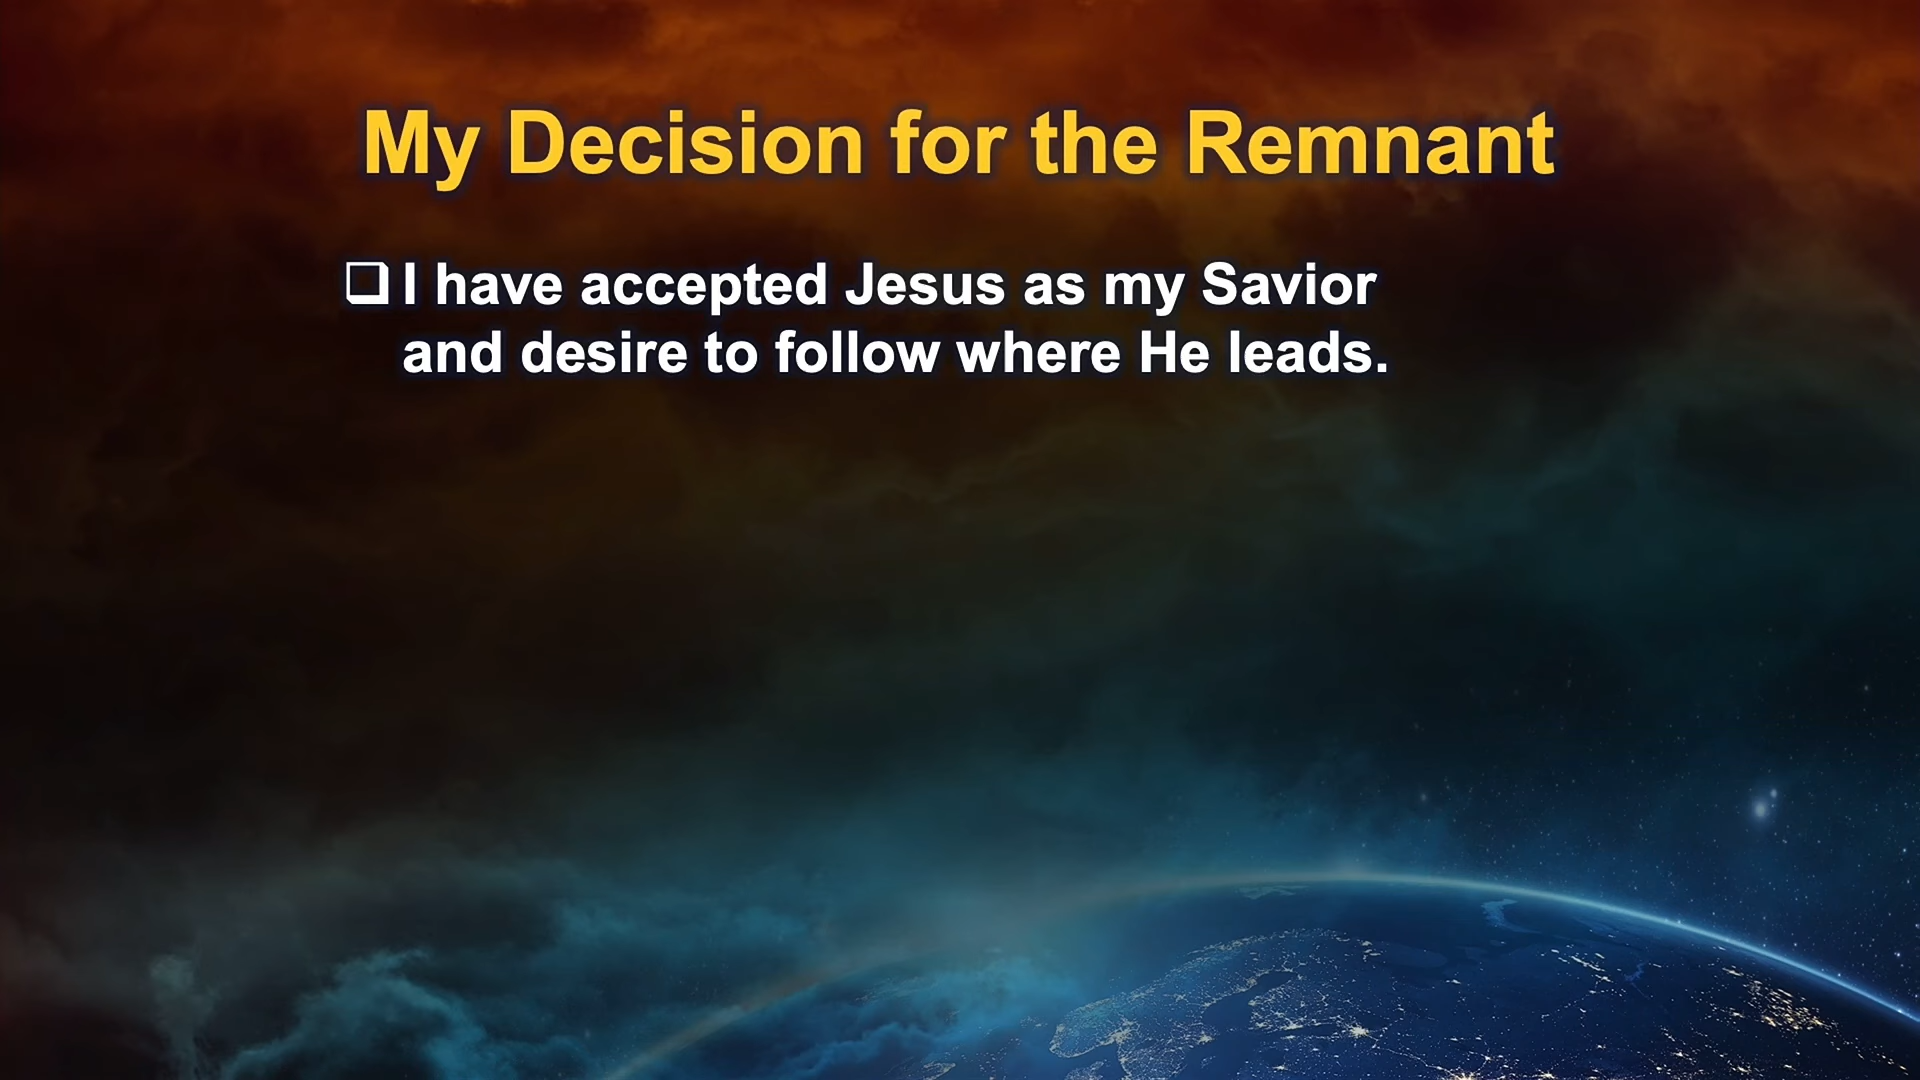 My Decision for the Remnant
❑ I have accepted Jesus as my Savior
and desire to follow where He leads.